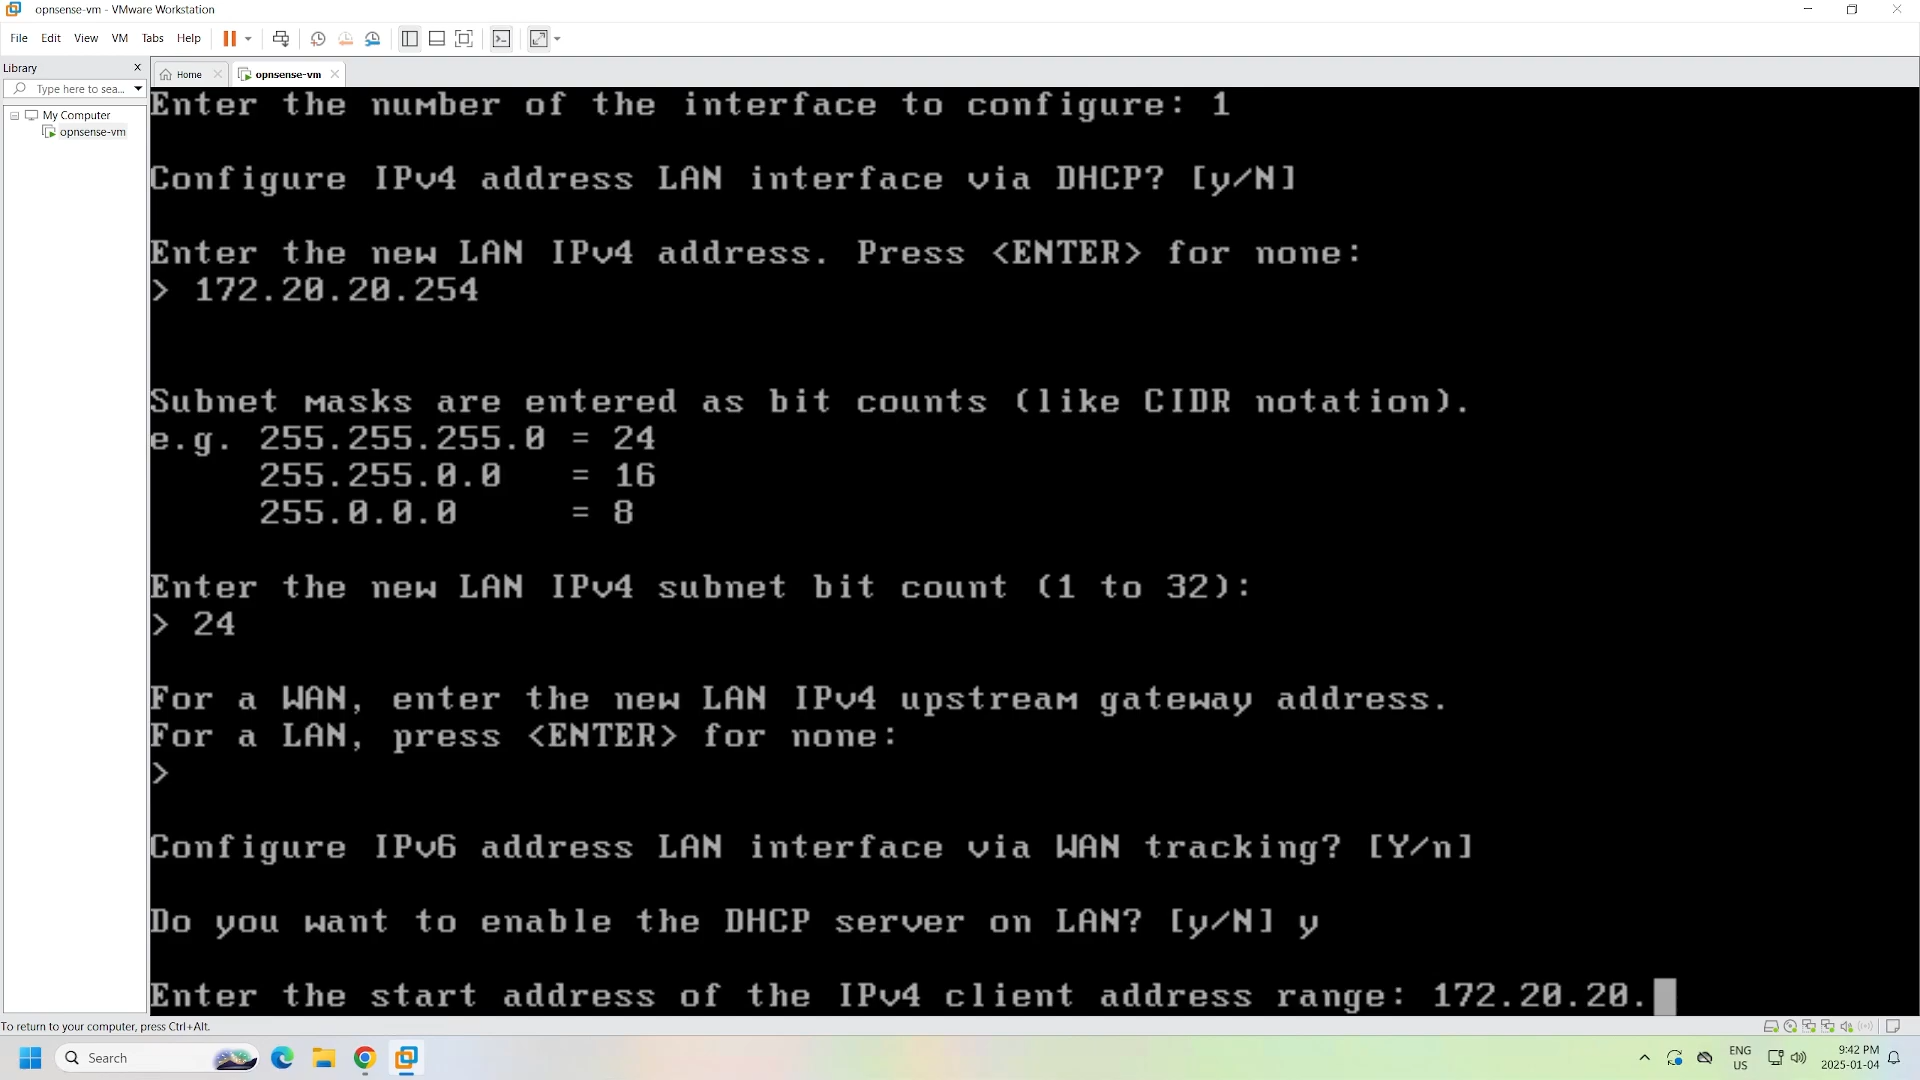 opnsense-vm - VMware Workstation
File Edit View VM Tabs Help
Library
Home
opnsense-vm
Type here to sea...
My Computer
opnsense-vm
Enter the number of the interface to configure: 1
Configure IPv4 address LAN interface via DHCP? [y/N]
Enter the new LAN IPv4 address. Press <ENTER> for none:
> 172.20.20.254
Subnet masks are entered as bit counts (like CIDR notation).
e.g. 255.255.255.0 = 24
255.255.0.0 = 16
255.0.0.0 = 8
Enter the new LAN IPv4 subnet bit count (1 to 32):
> 24
For a WAN, enter the new LAN IPv4 upstream gateway address.
For a LAN, press <ENTER> for none:
>
Configure IPv6 address LAN interface via WAN tracking? [Y/n]
Do you want to enable the DHCP server on LAN? [y/N] y
Enter the start address of the IPv4 client address range: 172.20.20.
To return to your computer, press Ctrl+Alt.
Search
ENG
US
9:42 PM
2025-01-04